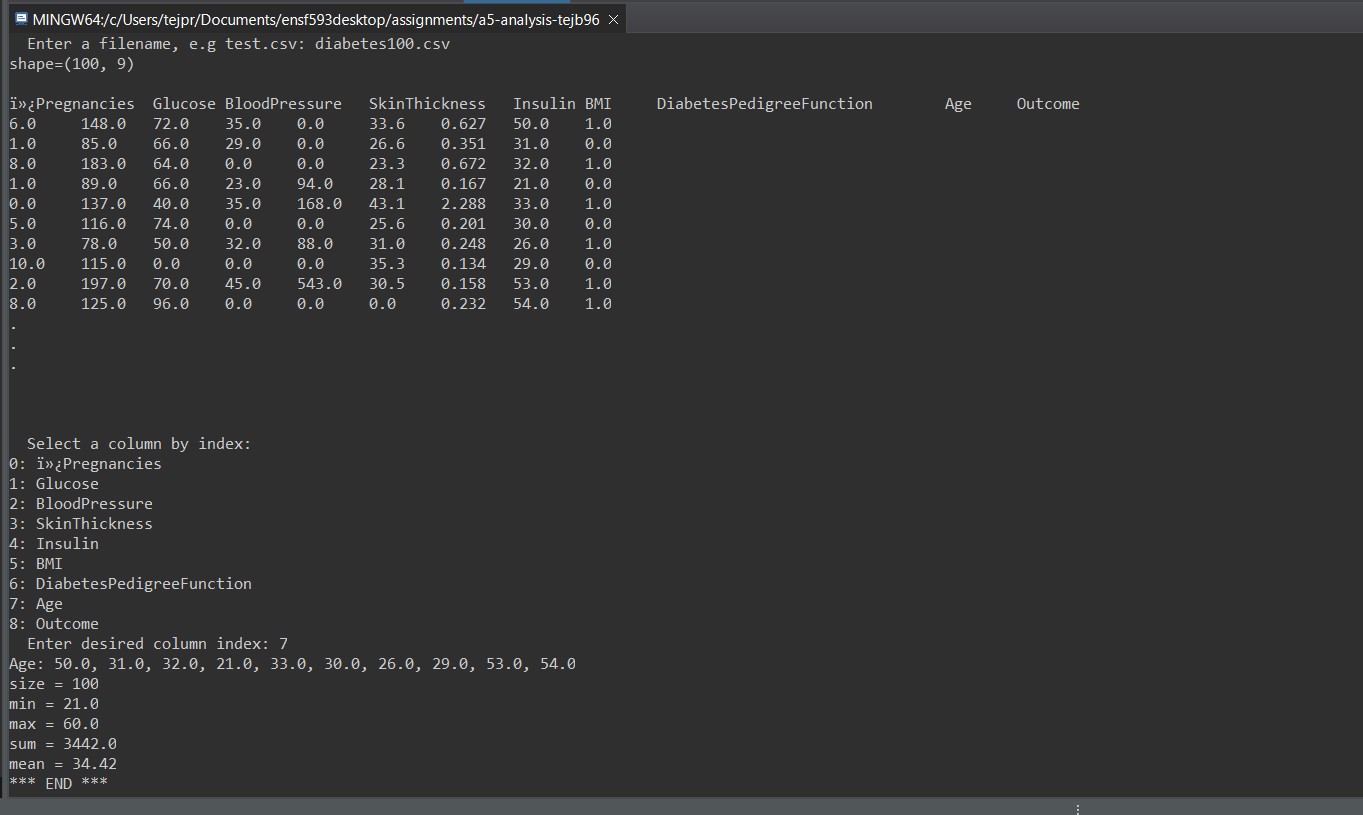 MINGW64:/c/Users/tejpr/Documents/ensf593desktop/assignments/a5-analysis-tejb96 ×
Enter a filename, e.g test.csv: diabetes100.csv
shape=(100, 9)
ï»¿Pregnancies Glucose BloodPressure SkinThickness Insulin BMI DiabetesPedigreeFunction Age Outcome
6.0 148.0 72.0 35.0 0.0 33.6 0.627 50.0 1.0
1.0 85.0 66.0 29.0 0.0 26.6 0.351 31.0 0.0
8.0 183.0 64.0 0.0 0.0 23.3 0.672 32.0 1.0
1.0 89.0 66.0 23.0 94.0 28.1 0.167 21.0 0.0
0.0 137.0 40.0 35.0 168.0 43.1 2.288 33.0 1.0
5.0 116.0 74.0 0.0 0.0 25.6 0.201 30.0 0.0
3.0 78.0 50.0 32.0 88.0 31.0 0.248 26.0 1.0
10.0 115.0 0.0 0.0 0.0 35.3 0.134 29.0 0.0
2.0 197.0 70.0 45.0 543.0 30.5 0.158 53.0 1.0
8.0 125.0 96.0 0.0 0.0 0.0 0.232 54.0 1.0
.
.
.
Select a column by index:
0: ï»¿Pregnancies
1: Glucose
2: BloodPressure
3: SkinThickness
4: Insulin
5: BMI
6: DiabetesPedigreeFunction
7: Age
8: Outcome
Enter desired column index: 7
Age: 50.0, 31.0, 32.0, 21.0, 33.0, 30.0, 26.0, 29.0, 53.0, 54.0
size = 100
min = 21.0
max = 60.0
sum = 3442.0
mean = 34.42
*** END ***